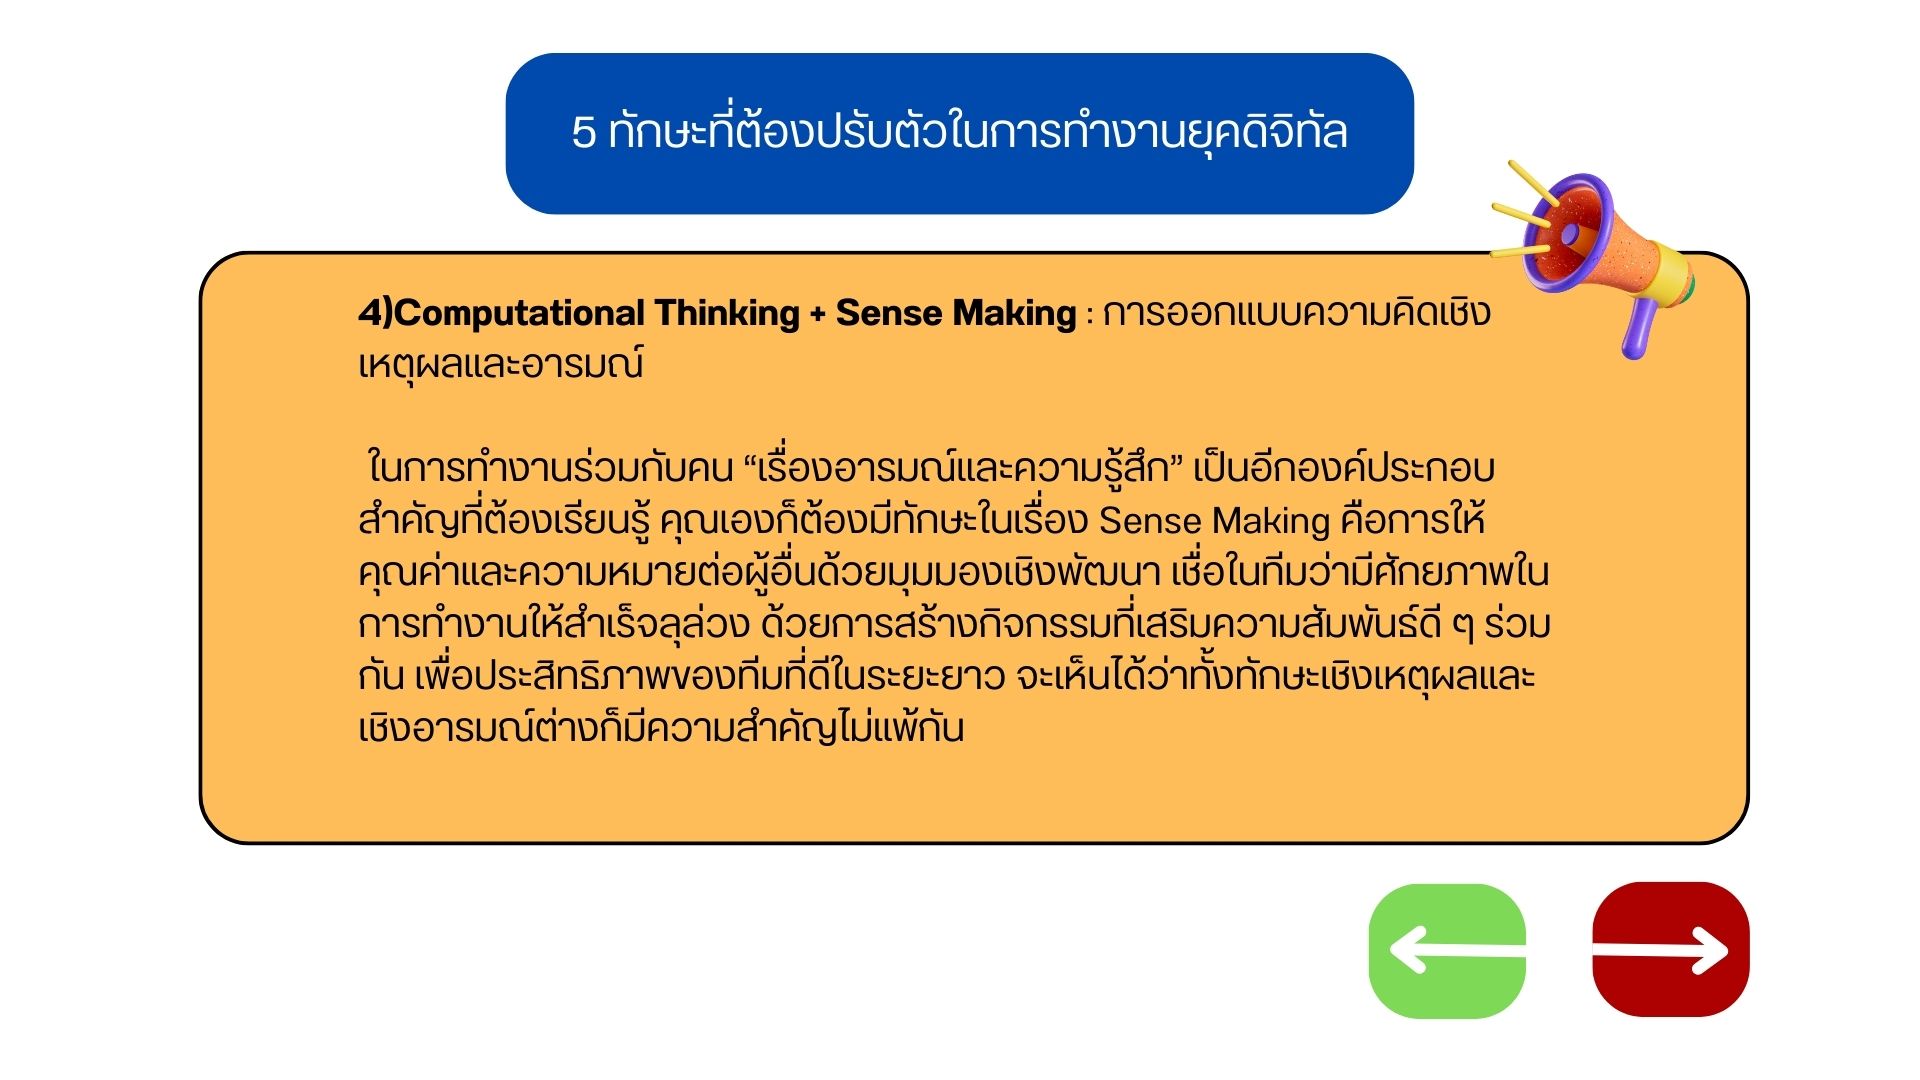 5 ทักษะที่ต้องปรับตัวในการทำงานยุคดิจิทัล
4)Computational Thinking + Sense Making : การออกแบบความคิดเชิง
เหตุผลและอารมณ์
ในการทำงานร่วมกับคน “เรื่องอารมณ์และความรู้สึก” เป็นอีกองค์ประกอบ
สำคัญที่ต้องเรียนรู้ คุณเองก็ต้องมีทักษะในเรื่อง Sense Making คือการให้
คุณค่าและความหมายต่อผู้อื่นด้วยมุมมองเชิงพัฒนา เชื่อในทีมว่ามีศักยภาพใน
การทำงานให้สำเร็จลุล่วง ด้วยการสร้างกิจกรรมที่เสริมความสัมพันธ์ดี ๆ ร่วม
กัน เพื่อประสิทธิภาพของทีมที่ดีในระยะยาว จะเห็นได้ว่าทั้งทักษะเชิงเหตุผลและ
เชิงอารมณ์ต่างก็มีความสำคัญไม่แพ้กัน